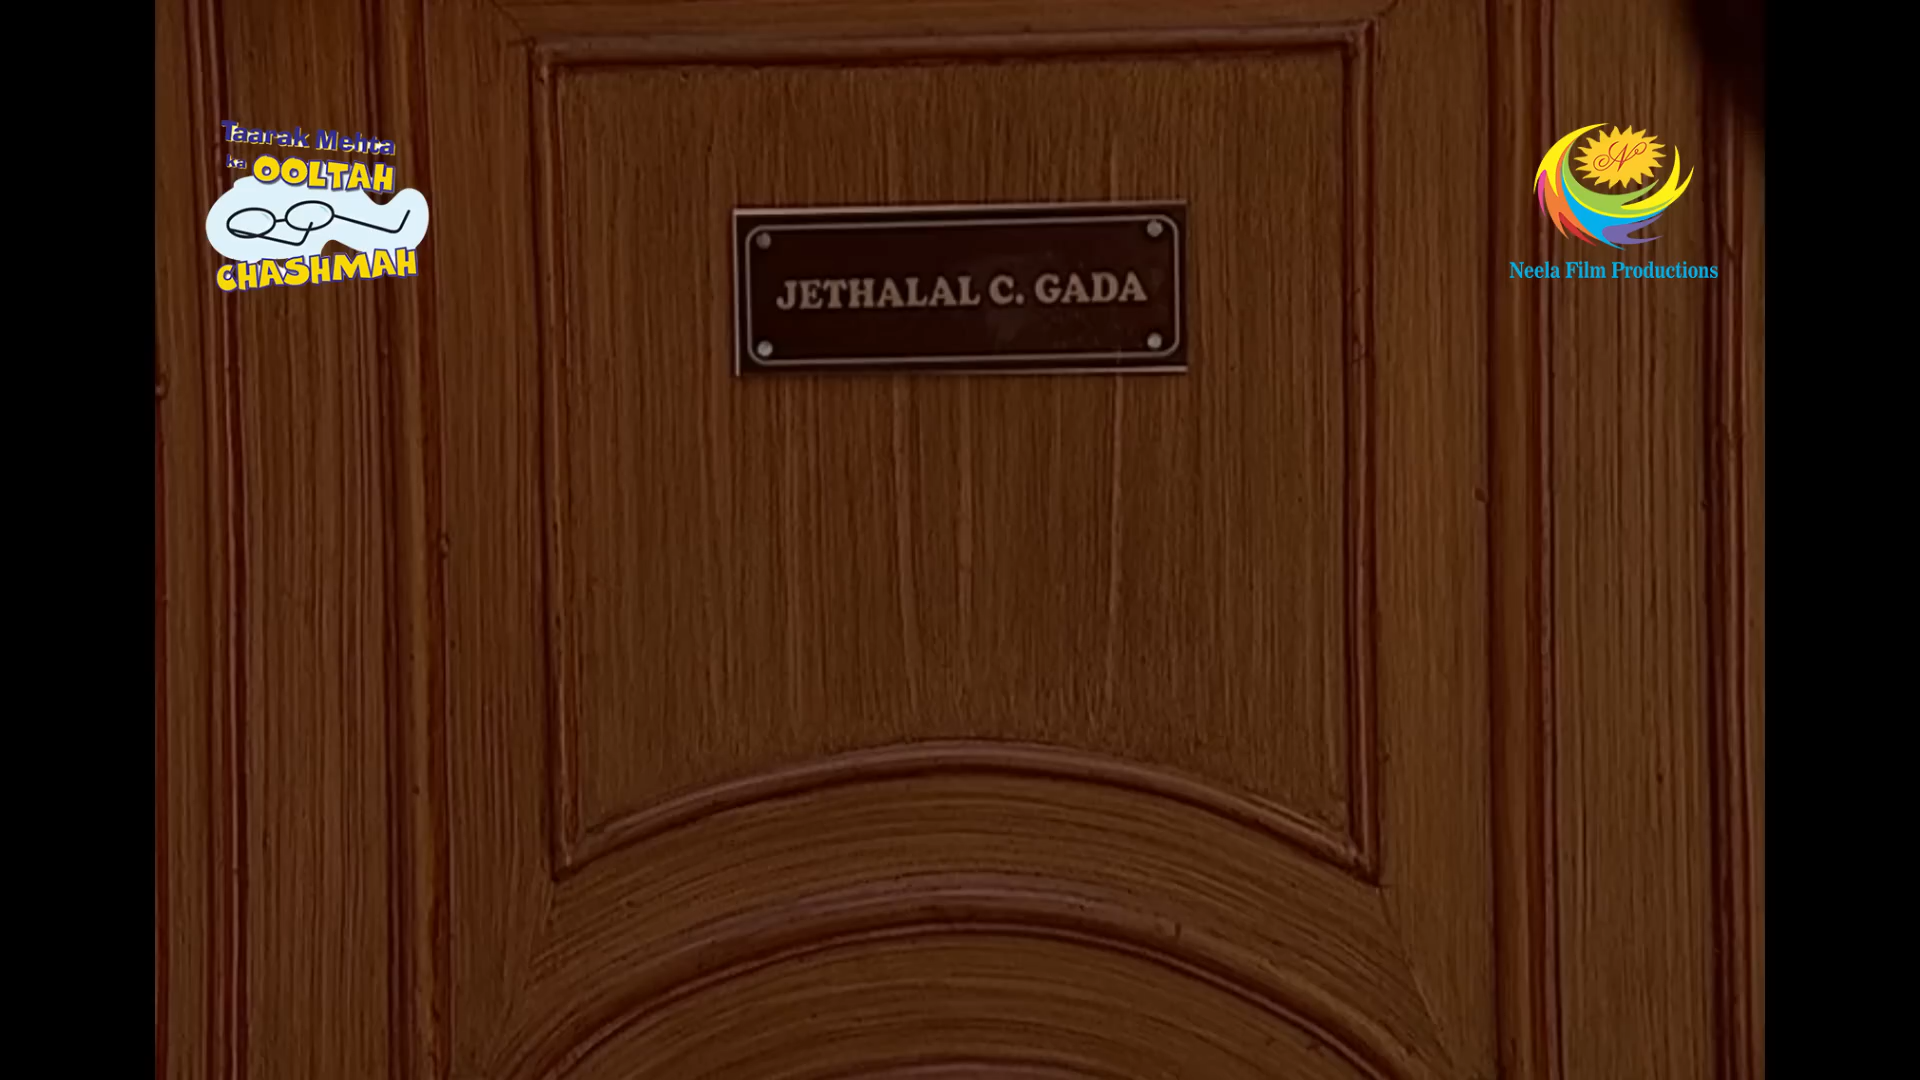 Taarak Mehta
ka OOLTAH
CHASHMAH
JETHALAL C. GADA
N
Neela Film Productions